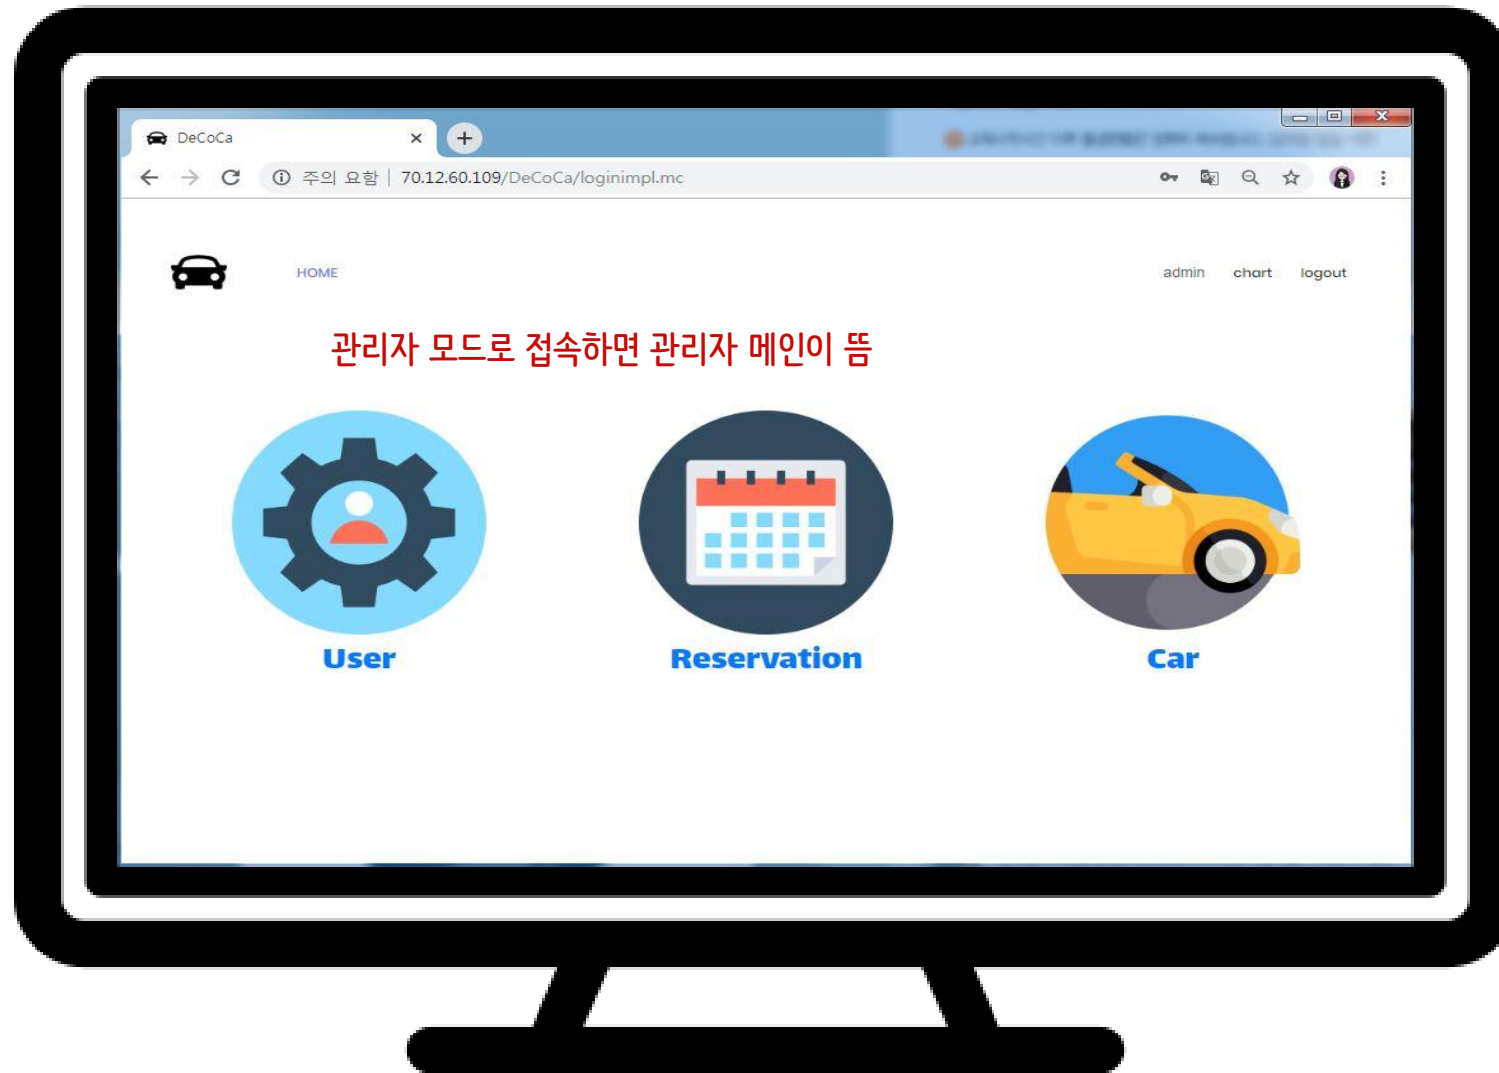 DeCoCa
주의 요함 | 70.12.60.109/DeCoCa/loginimpl.mc
HOME admin chart logout
관리자 모드로 접속하면 관리자 메인이 뜸
User Reservation Car